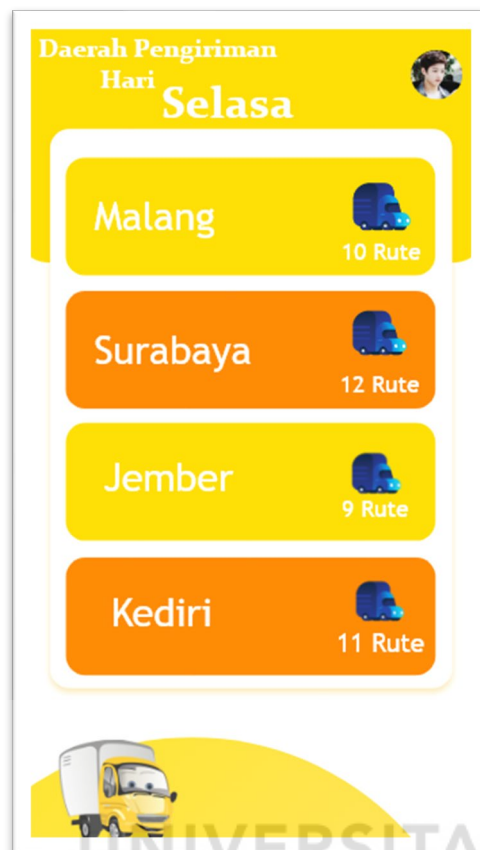 Daerah Pengiriman
Hari Selasa
Malang
10 Rute
Surabaya
12 Rute
Jember
9 Rute
Kediri
11 Rute